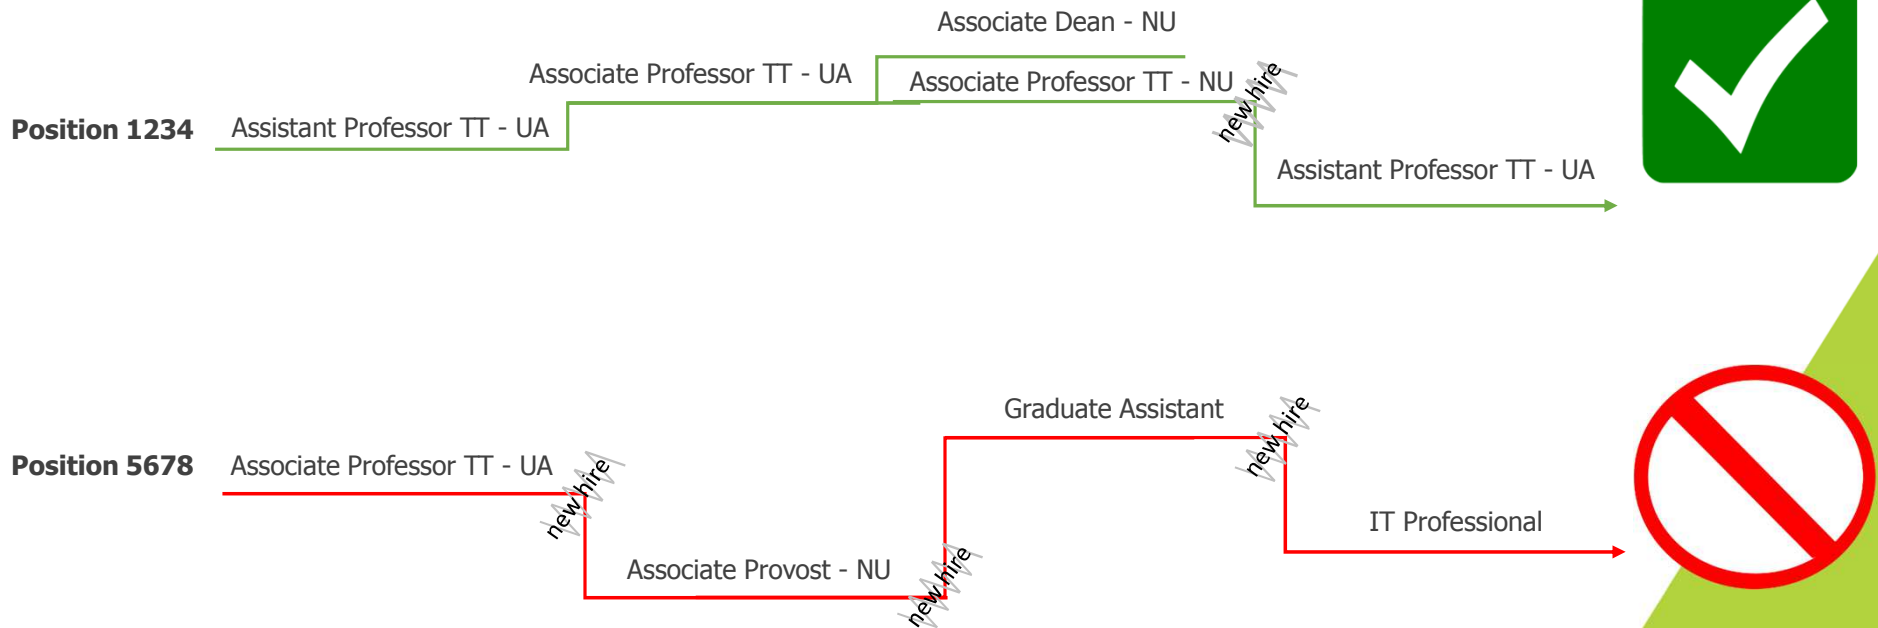 Associate Dean - NU
Associate Professor TT - UA
Associate Professor TT - NU
new hire
Position 1234
Assistant Professor TT - UA
Assistant Professor TT - UA
Graduate Assistant
new hire
Position 5678
Associate Professor TT - UA
new hire
IT Professional
Associate Provost - NU
new hire